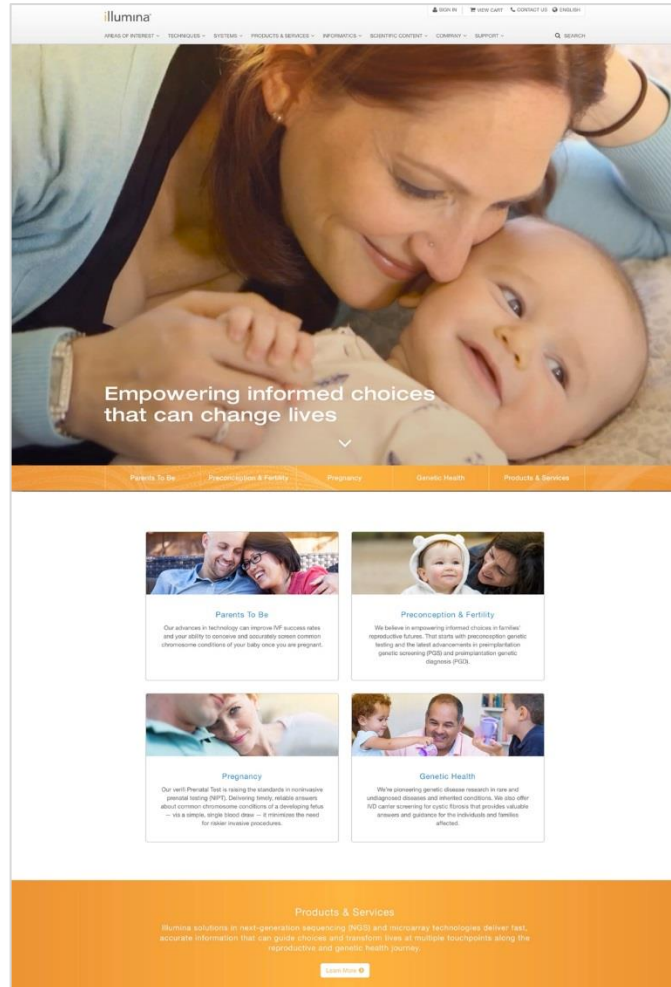 illumina®
SIGN IN VIEW CART CONTACT US ENGLISH
AREAS OF INTEREST TECHNIQUES SYSTEMS PRODUCTS & SERVICES INFORMATICS SCIENTIFIC CONTENT COMPANY SUPPORT SEARCH
Empowering informed choices
that can change lives
Parents To Be Preconception & Fertility Pregnancy Genetic Health Products & Services
Parents To Be
Our advances in technology can improve IVF success rates
and your ability to conceive and accurately screen common
chromosome conditions of your baby once you are pregnant.
Preconception & Fertility
We believe in empowering informed choices in families'
reproductive futures. That starts with preconception genetic
testing and the latest advancements in preimplantation
genetic screening (PGS) and preimplantation genetic
diagnosis (PGD).
Pregnancy
Our verifi Prenatal Test is raising the standards in noninvasive
prenatal testing (NIPT). Delivering timely, reliable answers
about common chromosome conditions of a developing fetus
— via a simple, single blood draw — it minimizes the need
for riskier invasive procedures.
Genetic Health
We're pioneering genetic disease research in rare and
undiagnosed diseases and inherited conditions. We also offer
IVD carrier screening for cystic fibrosis that provides valuable
answers and guidance for the individuals and families
affected.
Products & Services
Illumina solutions in next-generation sequencing (NGS) and microarray technologies deliver fast,
accurate information that can guide choices and transform lives at multiple touchpoints along the
reproductive and genetic health journey.
Learn More